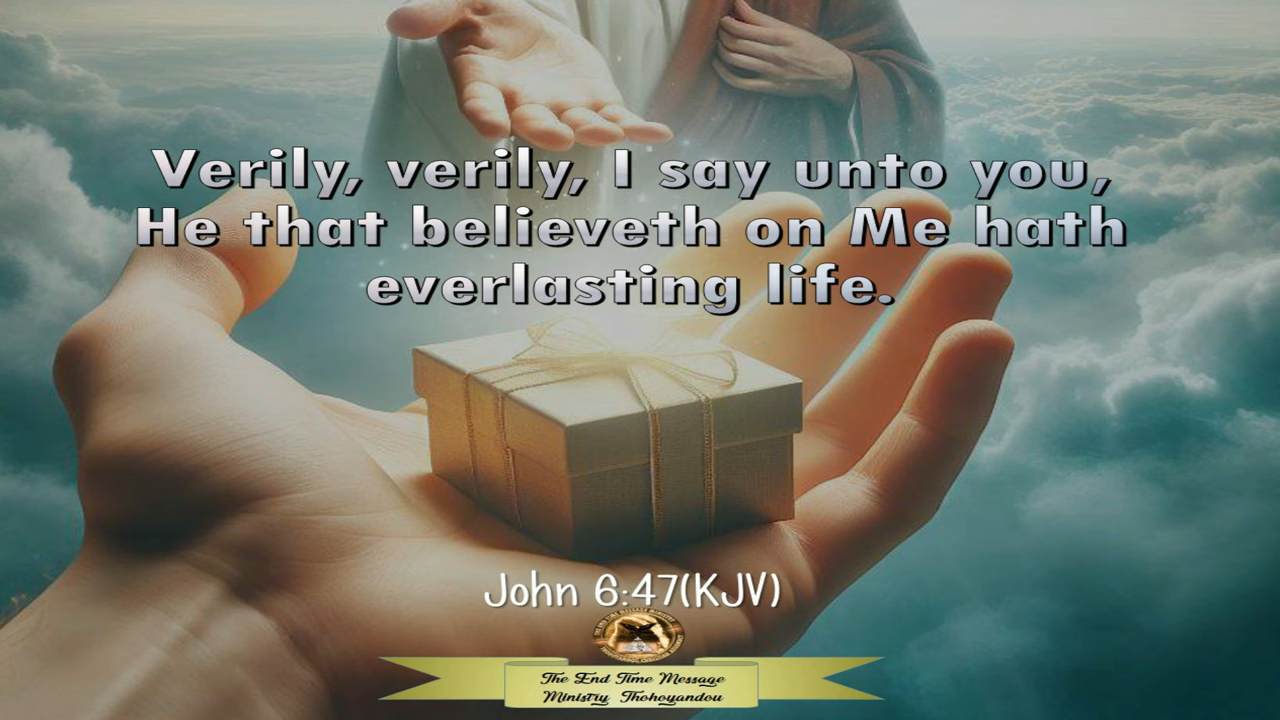 Verily, verily, I say unto you,
He that believeth on Me hath
everlasting life.
John 6:47(KJV)
The End Time Message
Ministry Thohoyandou